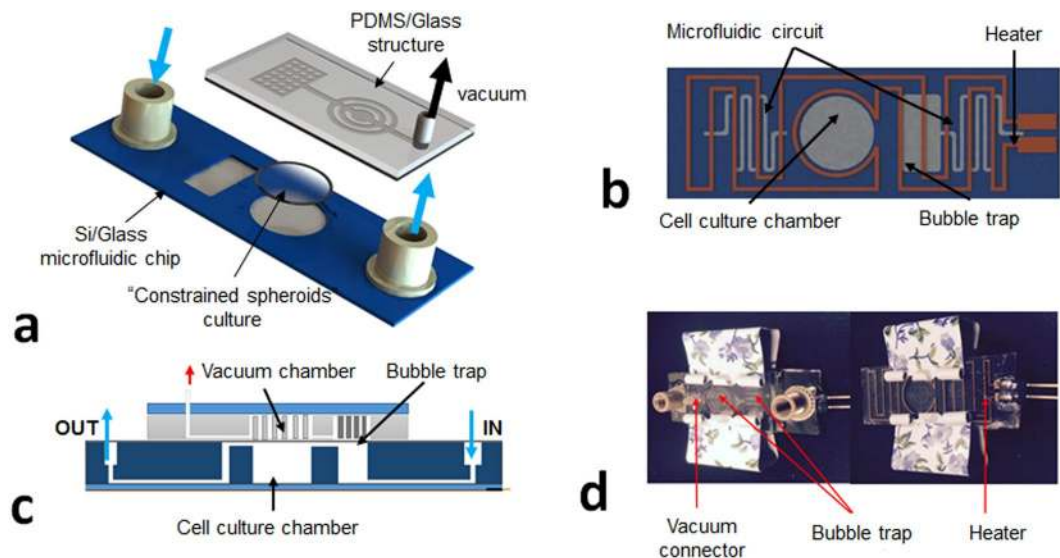 PDMS/Glass
structure
vacuum
Si/Glass
microfluidic chip
“Constrained spheroids”
culture
a
Microfluidic circuit
Heater
b
Cell culture chamber
Bubble trap
Vacuum chamber
Bubble trap
OUT
IN
c
Cell culture chamber
d
Vacuum
connector
Bubble trap
Heater